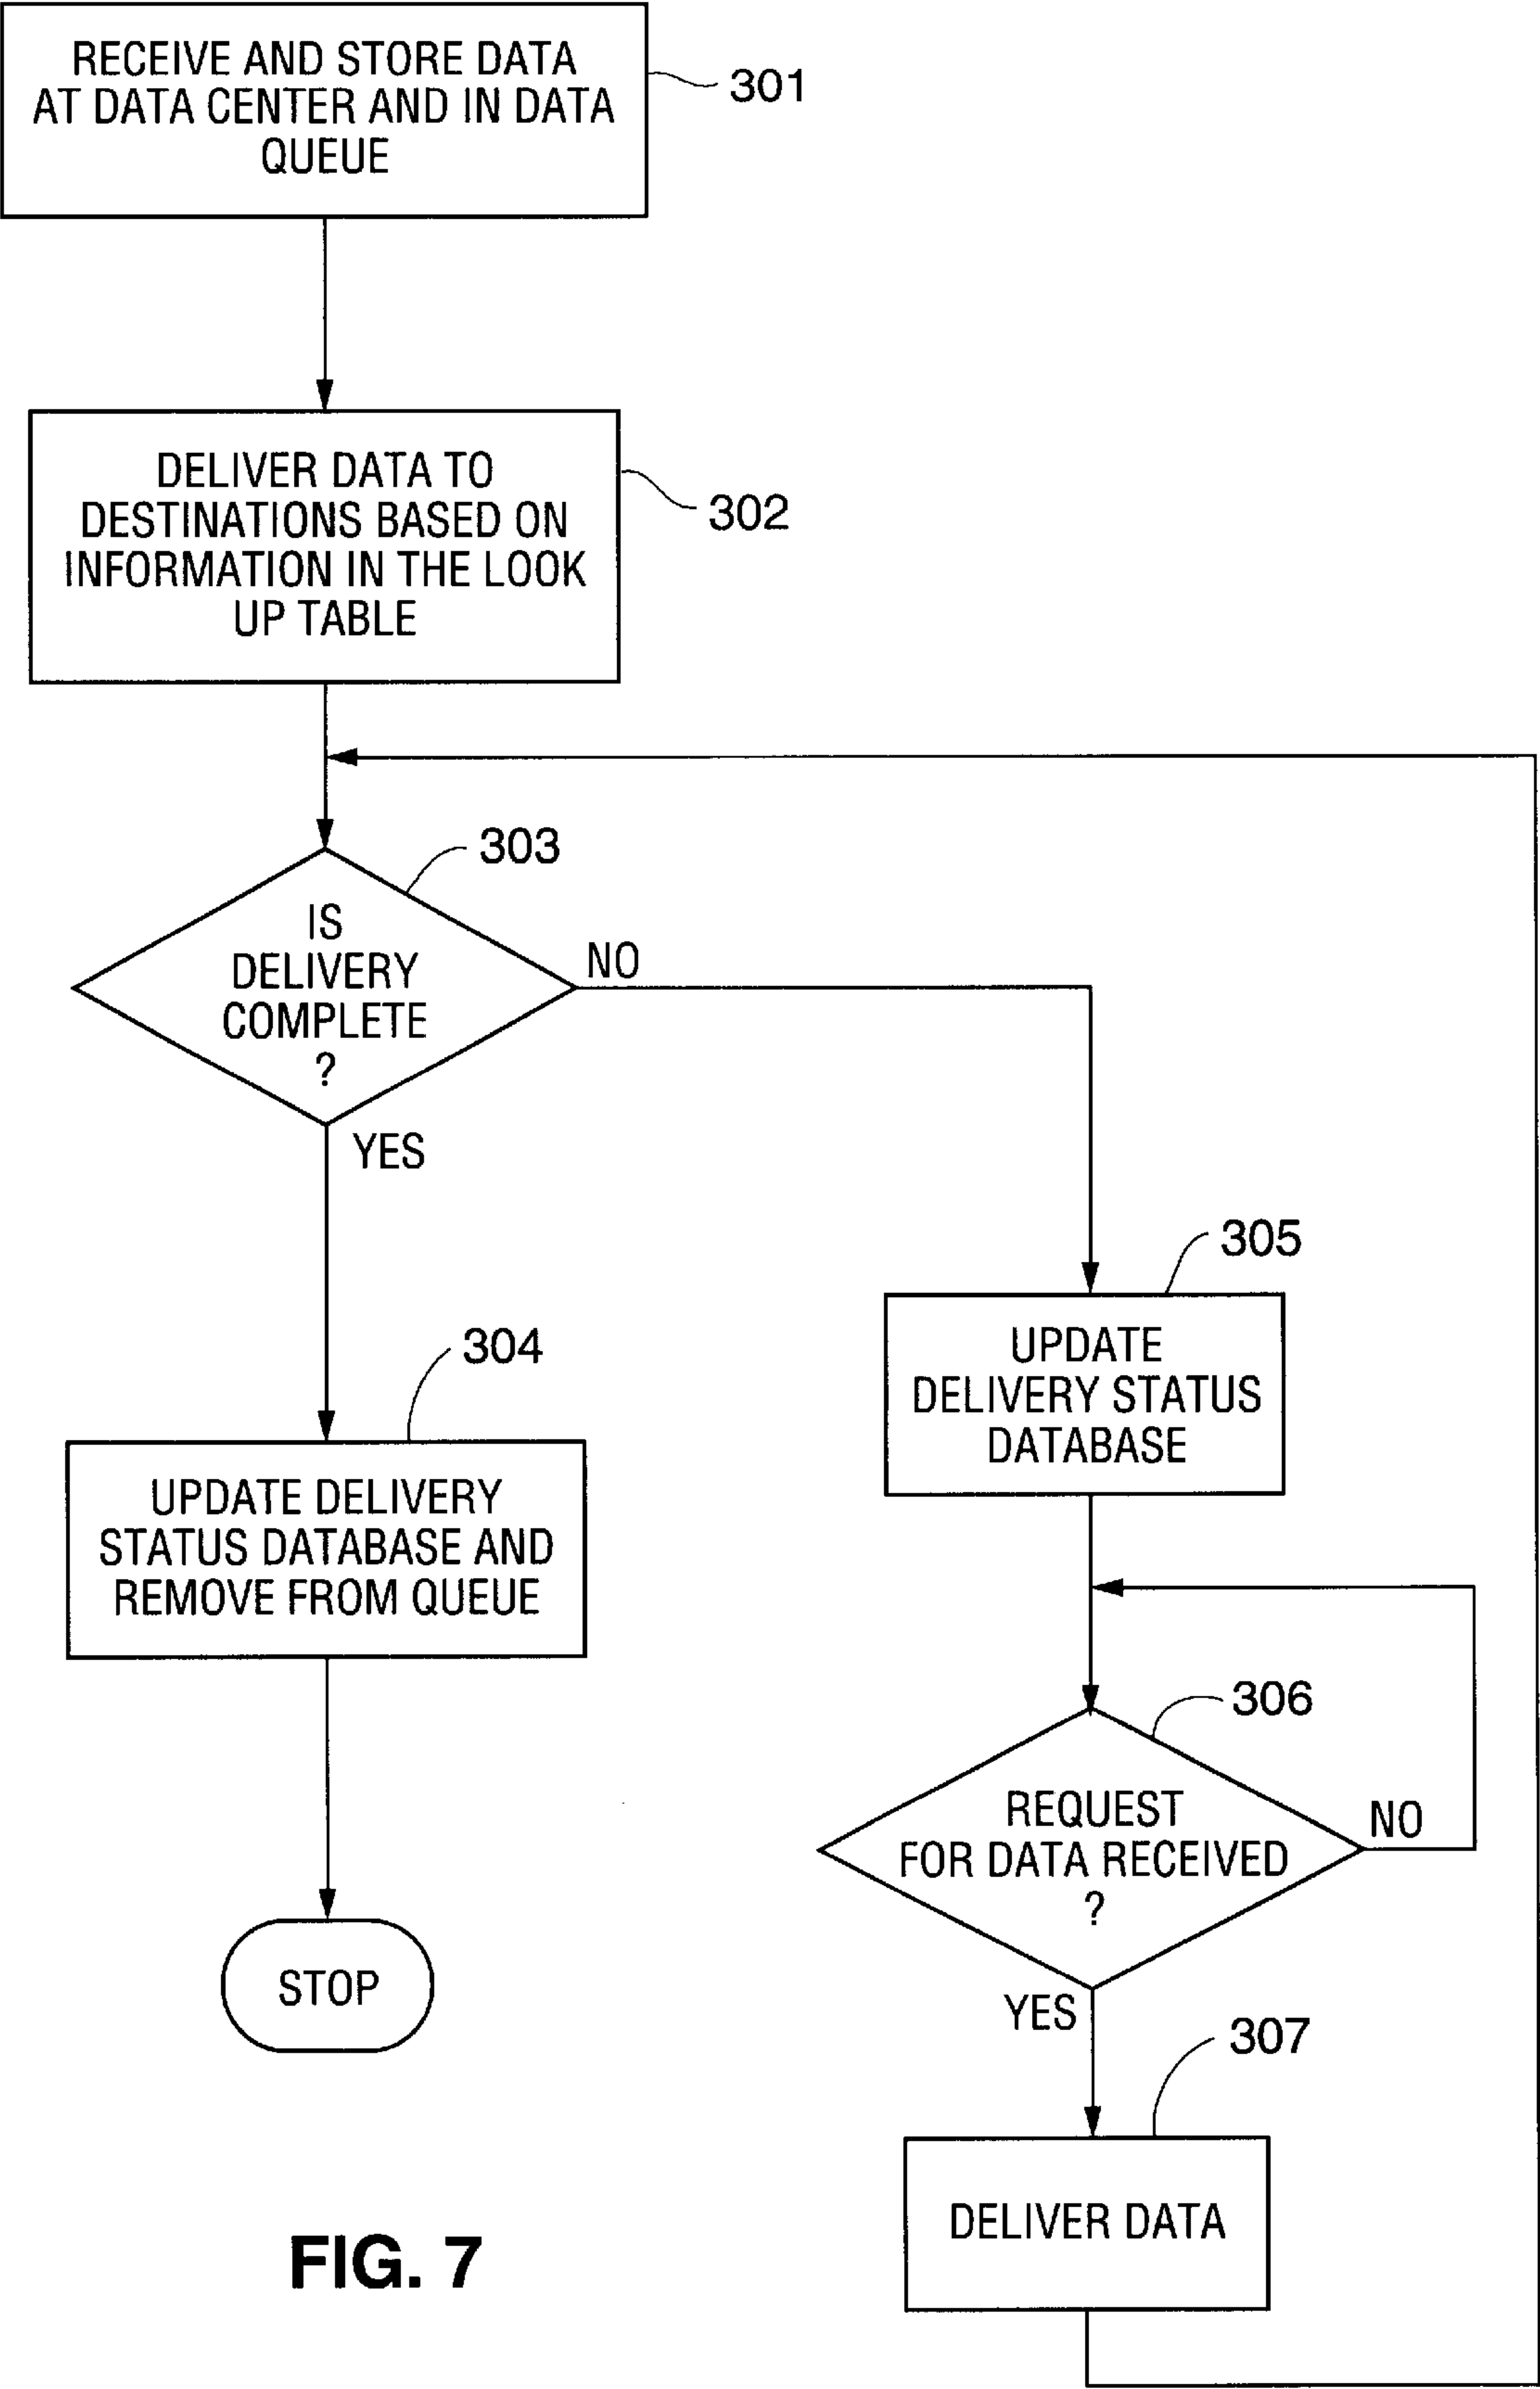 RECEIVE AND STORE DATA
AT DATA CENTER AND IN DATA
QUEUE
301
DELIVER DATA TO
DESTINATIONS BASED ON
INFORMATION IN THE LOOK
UP TABLE
302
303
IS
DELIVERY
COMPLETE
?
NO
YES
305
UPDATE
DELIVERY STATUS
DATABASE
304
UPDATE DELIVERY
STATUS DATABASE AND
REMOVE FROM QUEUE
306
REQUEST
FOR DATA RECEIVED
?
NO
YES
STOP
307
DELIVER DATA
FIG. 7